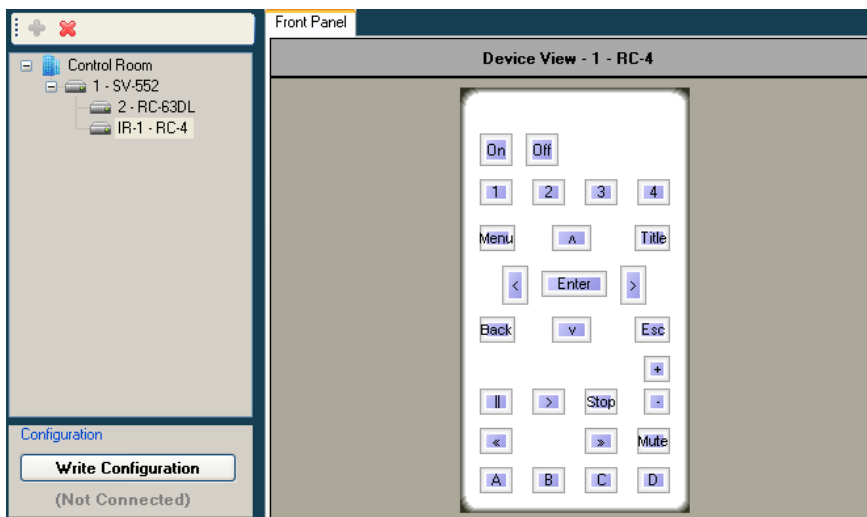 Front Panel
Device View - 1 - RC-4
Control Room
1 - SV-552
2 - RC-63DL
IR-1 - RC-4
On Off
1 2 3 4
Menu ʌ Title
< Enter >
Back v Esc
+
|| > Stop -
« » Mute
A B C D
Configuration
Write Configuration
(Not Connected)